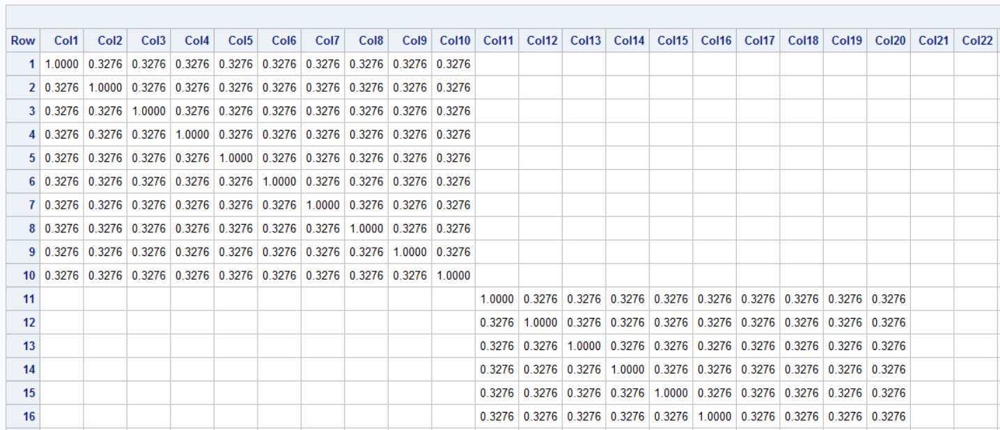 Row Col1 Col2 Col3 Col4 Col5 Col6 Col7 Col8 Col9 Col10 Col11 Col12 Col13 Col14 Col15 Col16 Col17 Col18 Col19 Col20 Col21 Col22
1 1.0000 0.3276 0.3276 0.3276 0.3276 0.3276 0.3276 0.3276 0.3276 0.3276
2 0.3276 1.0000 0.3276 0.3276 0.3276 0.3276 0.3276 0.3276 0.3276 0.3276
3 0.3276 0.3276 1.0000 0.3276 0.3276 0.3276 0.3276 0.3276 0.3276 0.3276
4 0.3276 0.3276 0.3276 1.0000 0.3276 0.3276 0.3276 0.3276 0.3276 0.3276
5 0.3276 0.3276 0.3276 0.3276 1.0000 0.3276 0.3276 0.3276 0.3276 0.3276
6 0.3276 0.3276 0.3276 0.3276 0.3276 1.0000 0.3276 0.3276 0.3276 0.3276
7 0.3276 0.3276 0.3276 0.3276 0.3276 0.3276 1.0000 0.3276 0.3276 0.3276
8 0.3276 0.3276 0.3276 0.3276 0.3276 0.3276 0.3276 1.0000 0.3276 0.3276
9 0.3276 0.3276 0.3276 0.3276 0.3276 0.3276 0.3276 0.3276 1.0000 0.3276
10 0.3276 0.3276 0.3276 0.3276 0.3276 0.3276 0.3276 0.3276 0.3276 1.0000
11 1.0000 0.3276 0.3276 0.3276 0.3276 0.3276 0.3276 0.3276 0.3276 0.3276
12 0.3276 1.0000 0.3276 0.3276 0.3276 0.3276 0.3276 0.3276 0.3276 0.3276
13 0.3276 0.3276 1.0000 0.3276 0.3276 0.3276 0.3276 0.3276 0.3276 0.3276
14 0.3276 0.3276 0.3276 1.0000 0.3276 0.3276 0.3276 0.3276 0.3276 0.3276
15 0.3276 0.3276 0.3276 0.3276 1.0000 0.3276 0.3276 0.3276 0.3276 0.3276
16 0.3276 0.3276 0.3276 0.3276 0.3276 1.0000 0.3276 0.3276 0.3276 0.3276